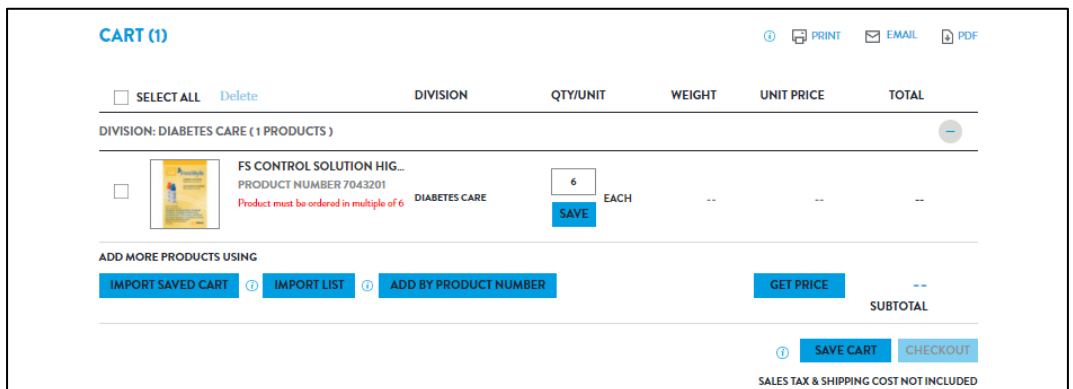 CART (1)
PRINT EMAIL PDF
SELECT ALL Delete DIVISION QTY/UNIT WEIGHT UNIT PRICE TOTAL
DIVISION: DIABETES CARE ( 1 PRODUCTS )
FS CONTROL SOLUTION HIG...
PRODUCT NUMBER 7043201
Product must be ordered in multiple of 6
DIABETES CARE
6
EACH
SAVE
-- -- --
ADD MORE PRODUCTS USING
IMPORT SAVED CART IMPORT LIST ADD BY PRODUCT NUMBER GET PRICE --
SUBTOTAL
SAVE CART CHECKOUT
SALES TAX & SHIPPING COST NOT INCLUDED